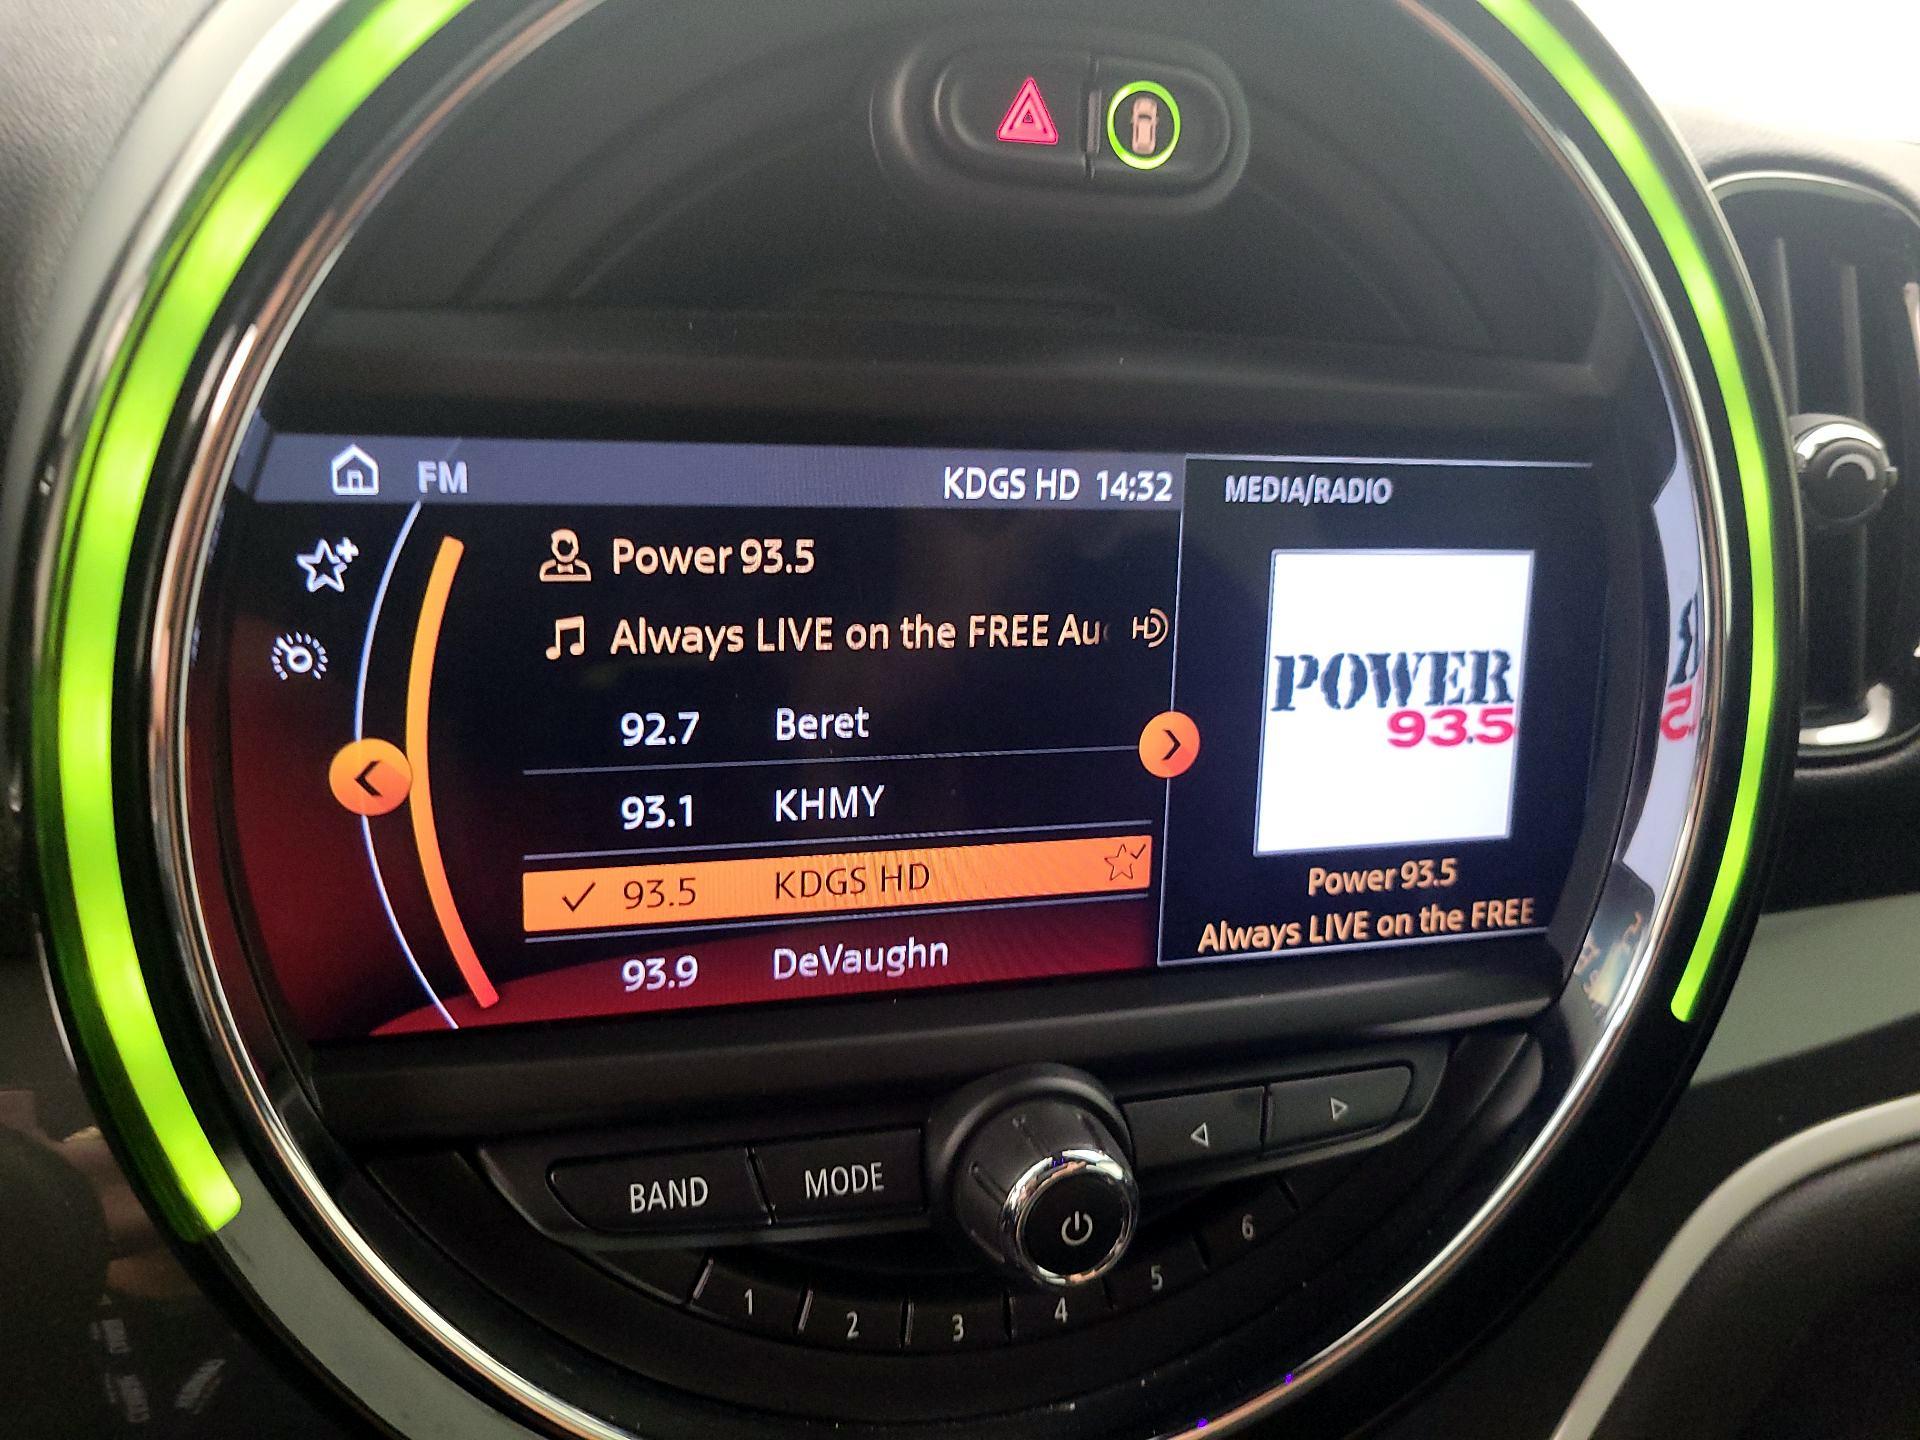 FM
KDGS HD 14:32
MEDIA/RADIO
Power 93.5
Always LIVE on the FREE Au
HD
92.7 Beret
93.1 KHMY
93.5 KDGS HD
93.9 DeVaughn
POWER
93.5
Power 93.5
Always LIVE on the FREE
BAND
MODE
1
2
3
4
5
6